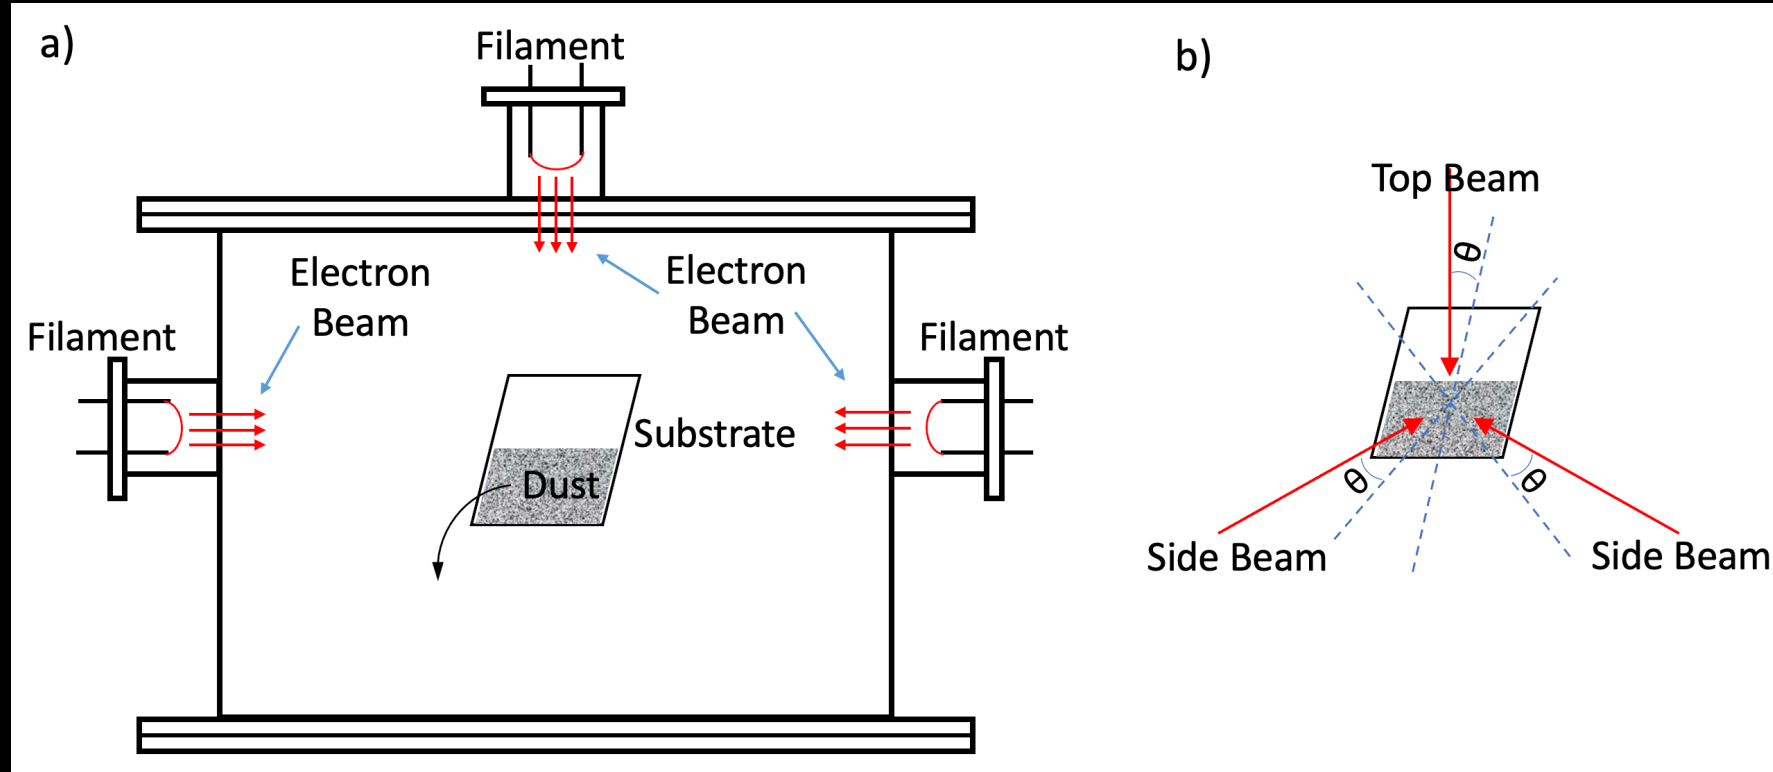 a)
Filament
Electron
Beam
Electron
Beam
Filament
Filament
Substrate
Dust
b)
Top Beam
θ
θ
θ
Side Beam
Side Beam